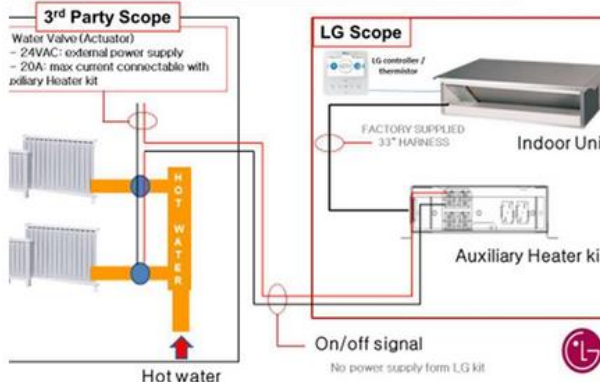 3rd Party Scope
Water Valve (Actuator)
- 24VAC: external power supply
- 20A: max current connectable with
uxiliary Heater kit
HOT WATER
Hot water
LG Scope
LG controller /
thermistor
FACTORY SUPPLIED
33" HARNESS
Indoor Uni
Auxiliary Heater ki
On/off signal
No power supply form LG kit
LG